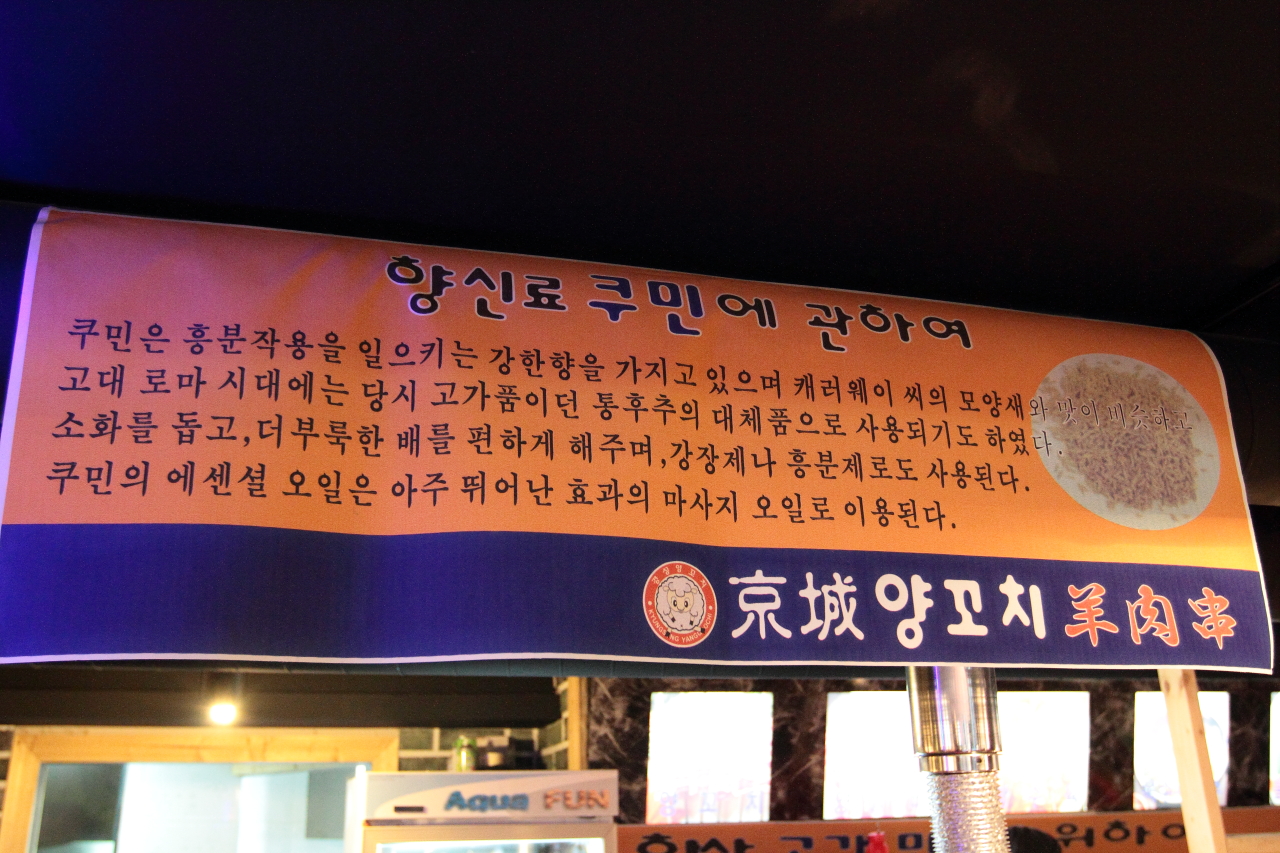 향신료 쿠민에 관하여
쿠민은 흥분작용을 일으키는 강한향을 가지고 있으며 캐러웨이 씨의 모양새와 맛이 비슷하고
고대 로마 시대에는 당시 고가품이던 통후추의 대체품으로 사용되기도 하였다.
소화를 돕고,더부룩한 배를 편하게 해주며,강장제나 흥분제로도 사용된다.
쿠민의 에센셜 오일은 아주 뛰어난 효과의 마사지 오일로 이용된다.
京城 양꼬치 羊肉串
Aqua FUN